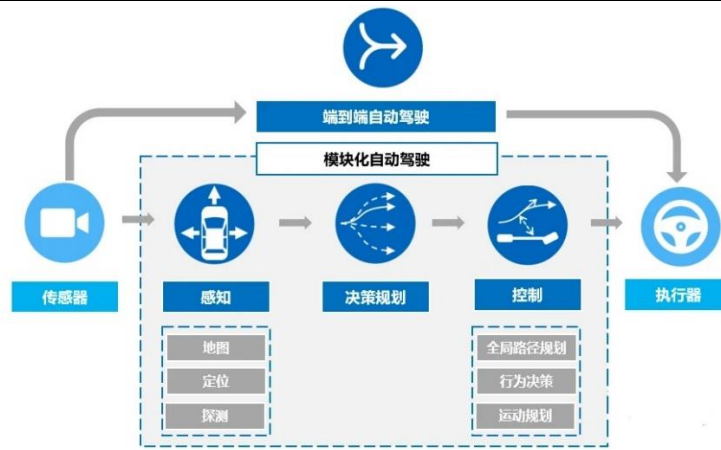 端到端自动驾驶
模块化自动驾驶
传感器
感知
决策规划
控制
执行器
地图
定位
探测
全局路径规划
行为决策
运动规划